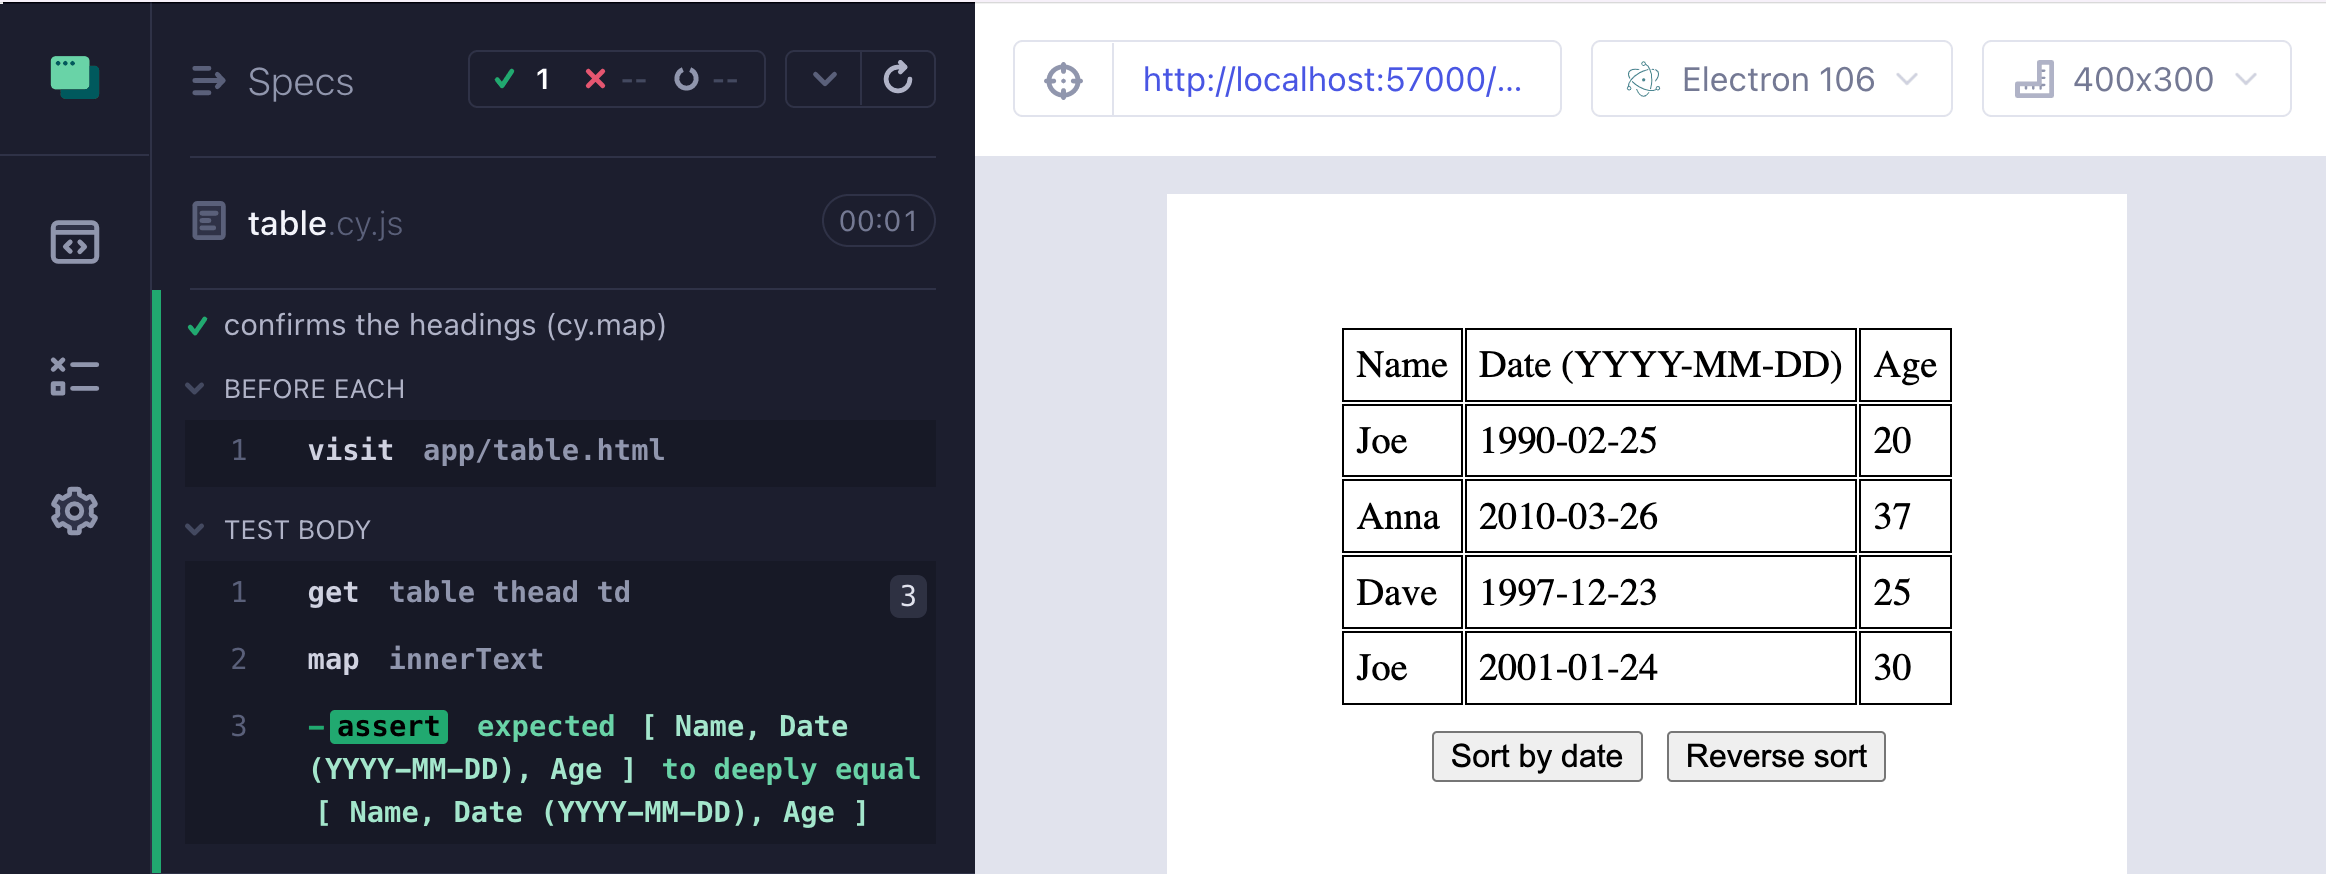 Specs 1 -- --
table.cy.js 00:01
confirms the headings (cy.map)
BEFORE EACH
1 visit app/table.html
TEST BODY
1 get table thead td 3
2 map innerText
3 -assert expected [ Name, Date
(YYYY-MM-DD), Age ] to deeply equal
[ Name, Date (YYYY-MM-DD), Age ]
http://localhost:57000/... Electron 106 400x300
Name Date (YYYY-MM-DD) Age
Joe 1990-02-25 20
Anna 2010-03-26 37
Dave 1997-12-23 25
Joe 2001-01-24 30
Sort by date Reverse sort